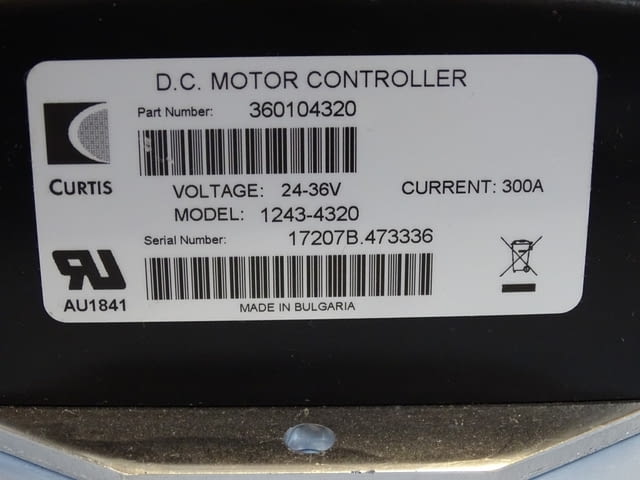 D.C. MOTOR CONTROLLER
Part Number: 360104320
CURTIS
VOLTAGE: 24-36V CURRENT: 300A
MODEL: 1243-4320
Serial Number: 17207B.473336
RU
AU1841
MADE IN BULGARIA